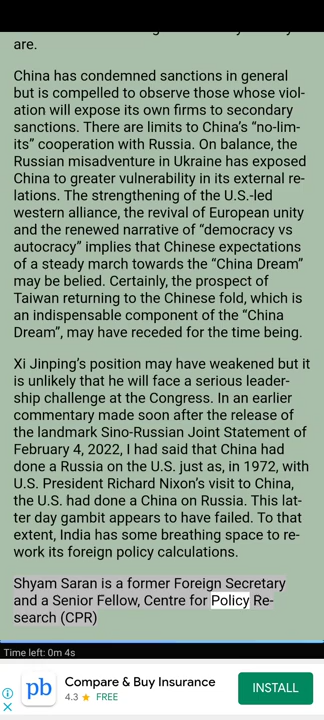 are.
China has condemned sanctions in general
but is compelled to observe those whose viol-
ation will expose its own firms to secondary
sanctions. There are limits to China’s “no-lim-
its” cooperation with Russia. On balance, the
Russian misadventure in Ukraine has exposed
China to greater vulnerability in its external re-
lations. The strengthening of the U.S.-led
western alliance, the revival of European unity
and the renewed narrative of “democracy vs
autocracy” implies that Chinese expectations
of a steady march towards the “China Dream”
may be belied. Certainly, the prospect of
Taiwan returning to the Chinese fold, which is
an indispensable component of the “China
Dream”, may have receded for the time being.
Xi Jinping’s position may have weakened but it
is unlikely that he will face a serious leader-
ship challenge at the Congress. In an earlier
commentary made soon after the release of
the landmark Sino-Russian Joint Statement of
February 4, 2022, I had said that China had
done a Russia on the U.S. just as, in 1972, with
U.S. President Richard Nixon’s visit to China,
the U.S. had done a China on Russia. This lat-
ter day gambit appears to have failed. To that
extent, India has some breathing space to re-
work its foreign policy calculations.
Shyam Saran is a former Foreign Secretary
and a Senior Fellow, Centre for Policy Re-
search (CPR)
Time left: 0m 4s
pb
Compare & Buy Insurance
4.3 ★ FREE
INSTALL